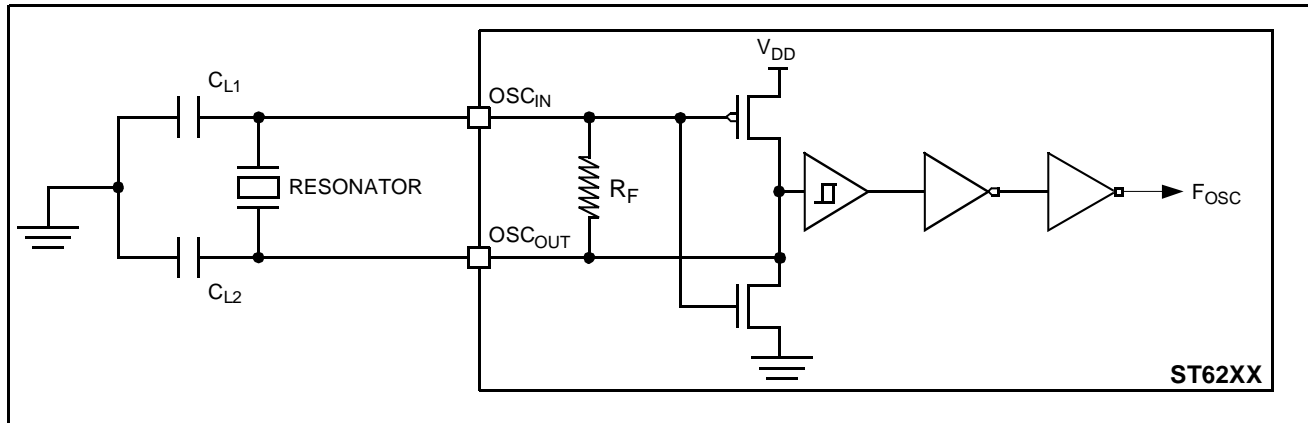 V_DD
C_L1
OSC_IN
RESONATOR
R_F
F_OSC
OSC_OUT
C_L2
ST62XX